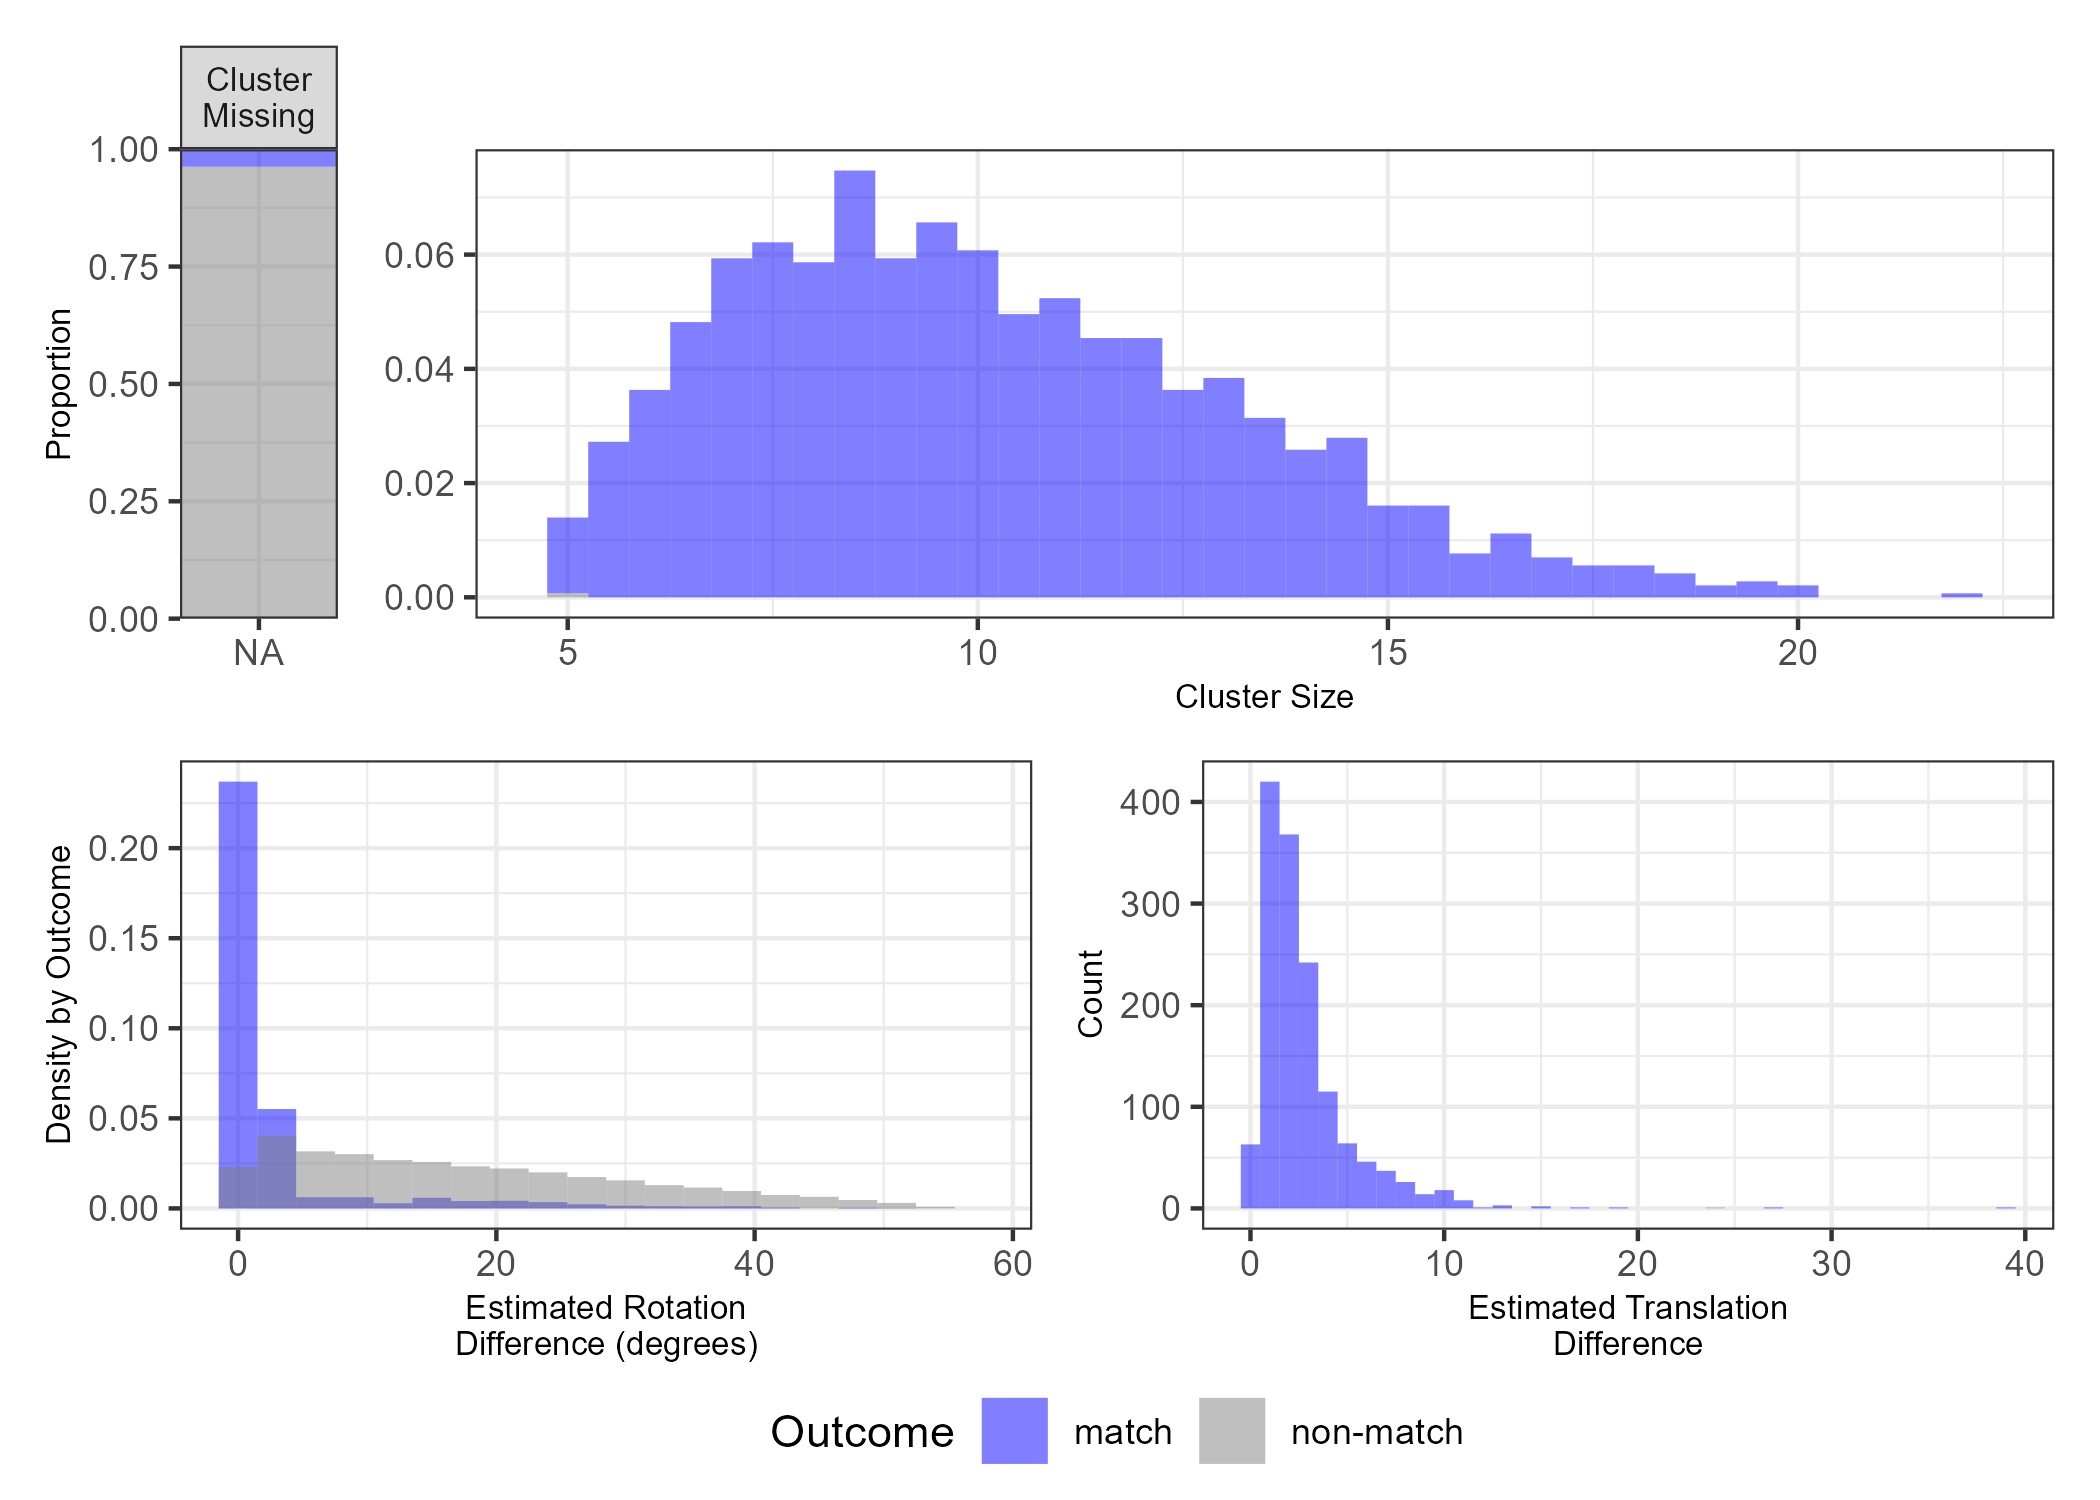 Cluster
Missing
Proportion
1.00
0.75
0.50
0.25
0.00
NA
0.06
0.04
0.02
0.00
5 10 15 20
Cluster Size
Density by Outcome
0.20
0.15
0.10
0.05
0.00
0 20 40 60
Estimated Rotation
Difference (degrees)
Count
400
300
200
100
0
0 10 20 30 40
Estimated Translation
Difference
Outcome match non-match